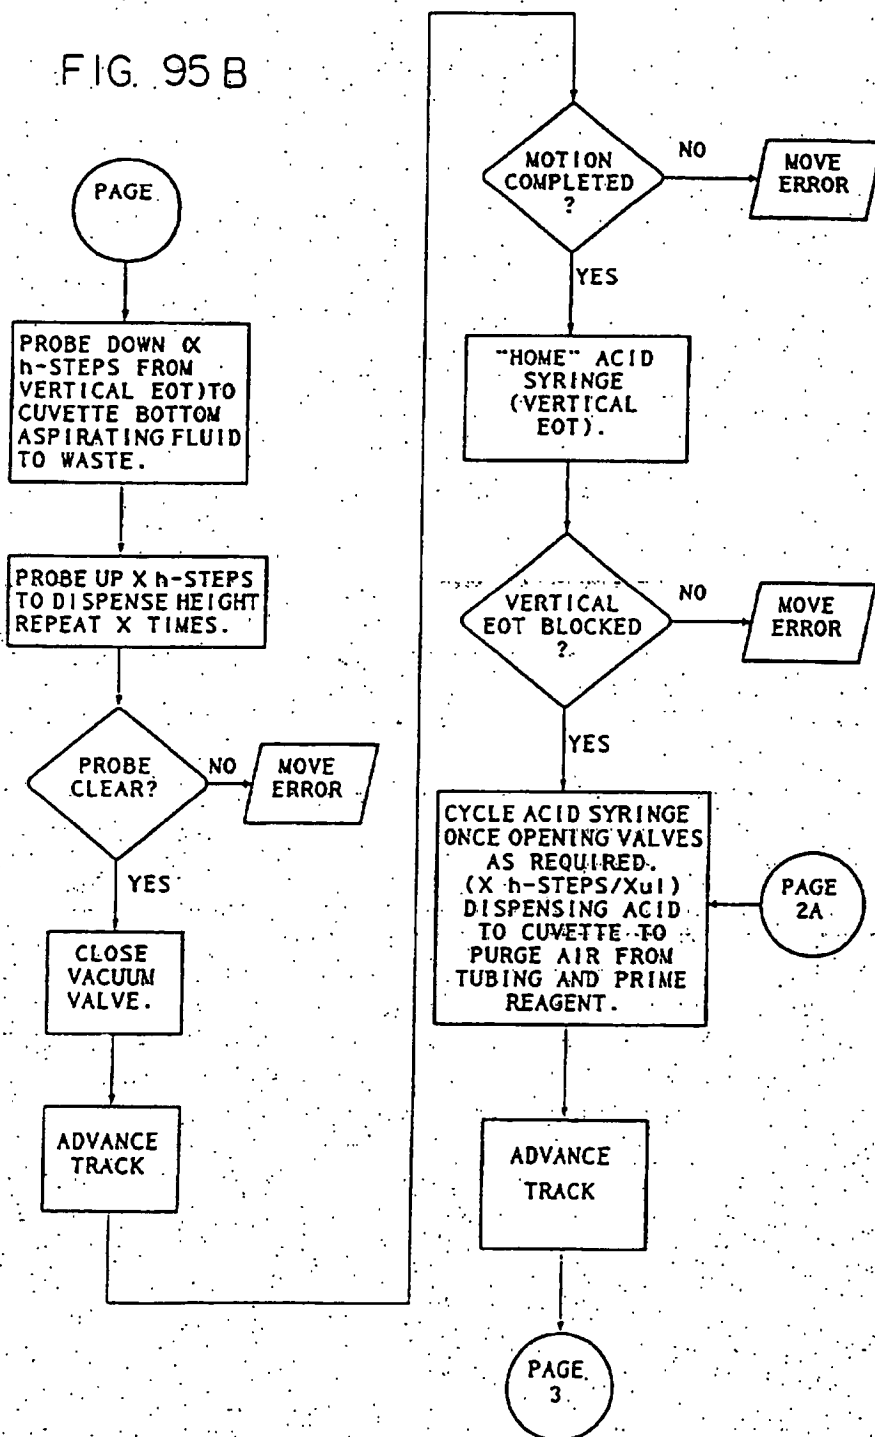 FIG. 95B
PAGE
PROBE DOWN (X
h-STEPS FROM
VERTICAL EOT) TO
CUVETTE BOTTOM
ASPIRATING FLUID
TO WASTE.
PROBE UP X h-STEPS
TO DISPENSE HEIGHT
REPEAT X TIMES.
PROBE
CLEAR?
NO
MOVE
ERROR
YES
CLOSE
VACUUM
VALVE.
ADVANCE
TRACK
MOTION
COMPLETED
?
NO
MOVE
ERROR
YES
"HOME" ACID
SYRINGE
(VERTICAL
EOT).
VERTICAL
EOT BLOCKED
?
NO
MOVE
ERROR
YES
CYCLE ACID SYRINGE
ONCE OPENING VALVES
AS REQUIRED.
(X h-STEPS/Xul)
DISPENSING ACID
TO CUVETTE TO
PURGE AIR FROM
TUBING AND PRIME
REAGENT.
PAGE
2A
ADVANCE
TRACK
PAGE
3